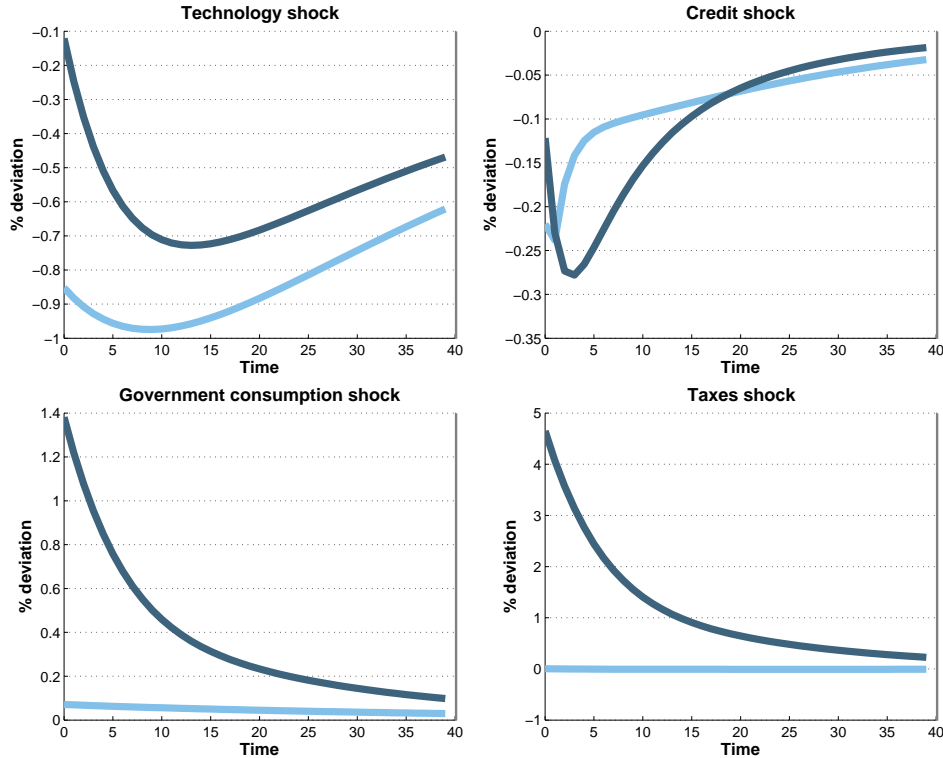 Technology shock
−0.1
−0.2
−0.3
−0.4
−0.5
−0.6
−0.7
−0.8
−0.9
−1
% deviation
0 5 10 15 20 25 30 35 40
Time
Credit shock
0
−0.05
−0.1
−0.15
−0.2
−0.25
−0.3
−0.35
% deviation
0 5 10 15 20 25 30 35 40
Time
Government consumption shock
1.4
1.2
1
0.8
0.6
0.4
0.2
0
% deviation
0 5 10 15 20 25 30 35 40
Time
Taxes shock
5
4
3
2
1
0
−1
% deviation
0 5 10 15 20 25 30 35 40
Time